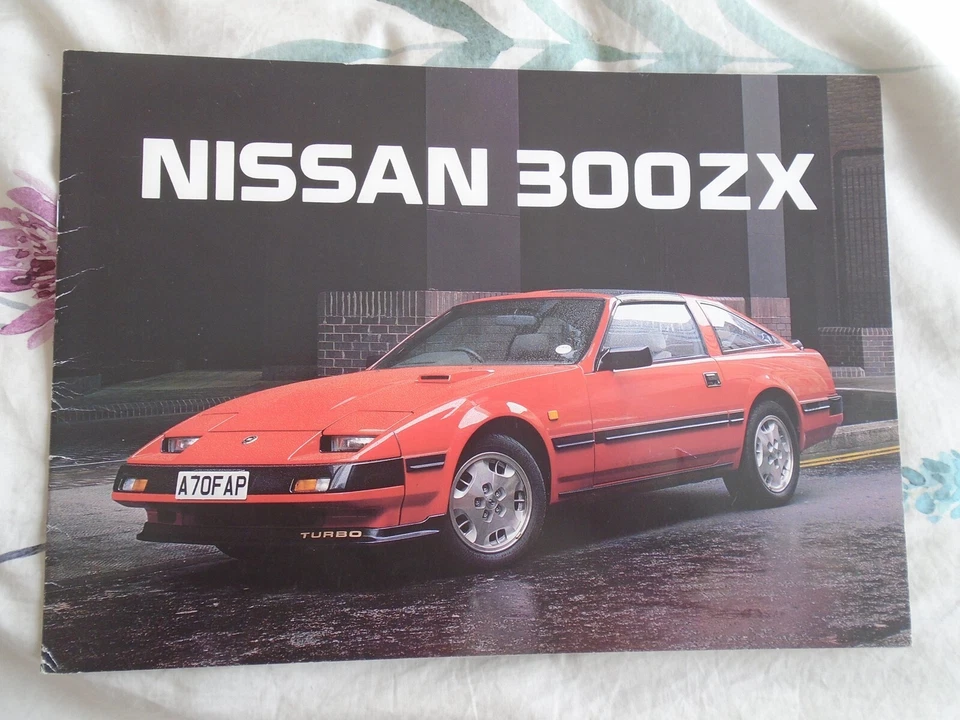 NISSAN 300ZX
A70FAP
TURBO